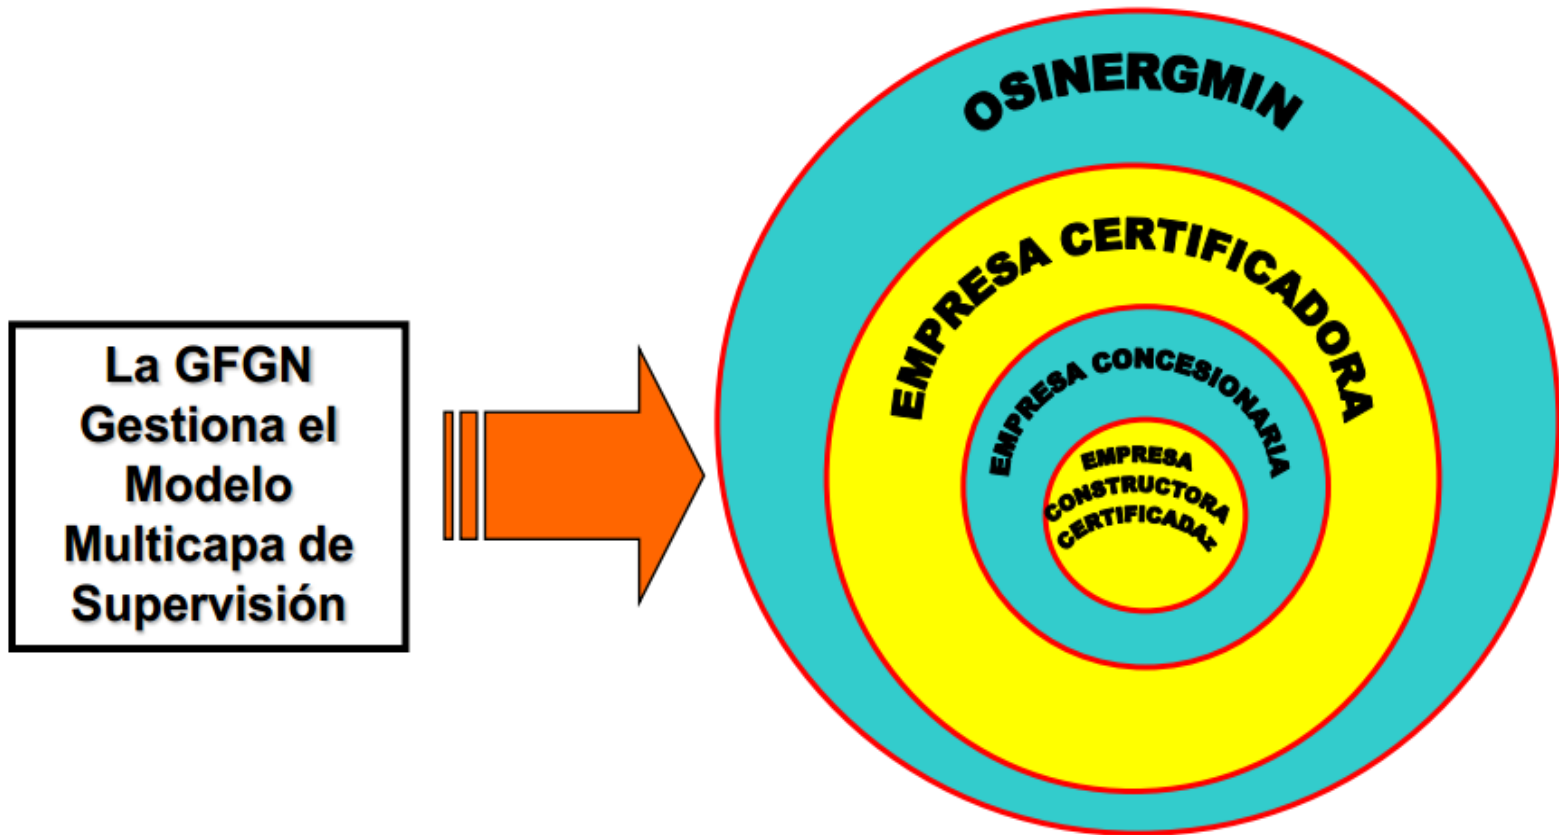 La GFGN
Gestiona el
Modelo
Multicapa de
Supervisión
OSINERGMIN
EMPRESA CERTIFICADORA
EMPRESA CONCESIONARIA
EMPRESA
CONSTRUCTORA
CERTIFICADAz